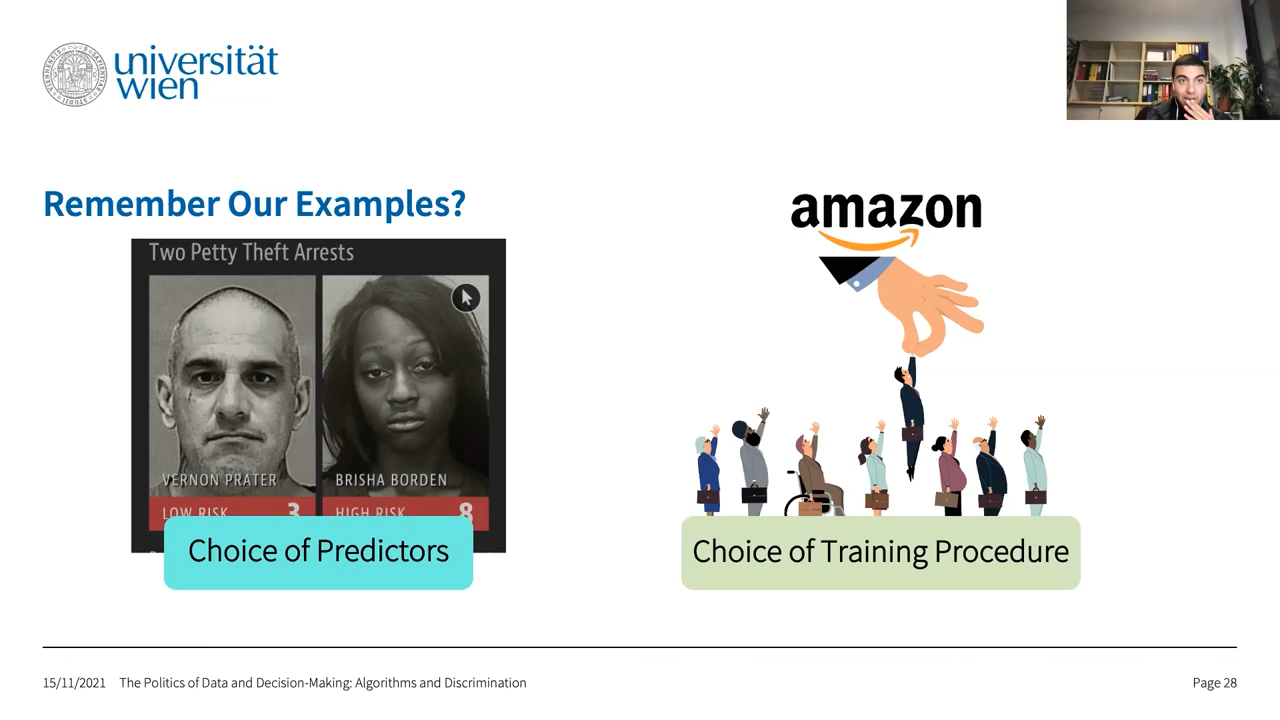 universität
wien
Remember Our Examples?
Two Petty Theft Arrests
VERNON PRATER
BRISHA BORDEN
LOW RISK 3
HIGH RISK 8
Choice of Predictors
amazon
Choice of Training Procedure
15/11/2021 The Politics of Data and Decision-Making: Algorithms and Discrimination
Page 28